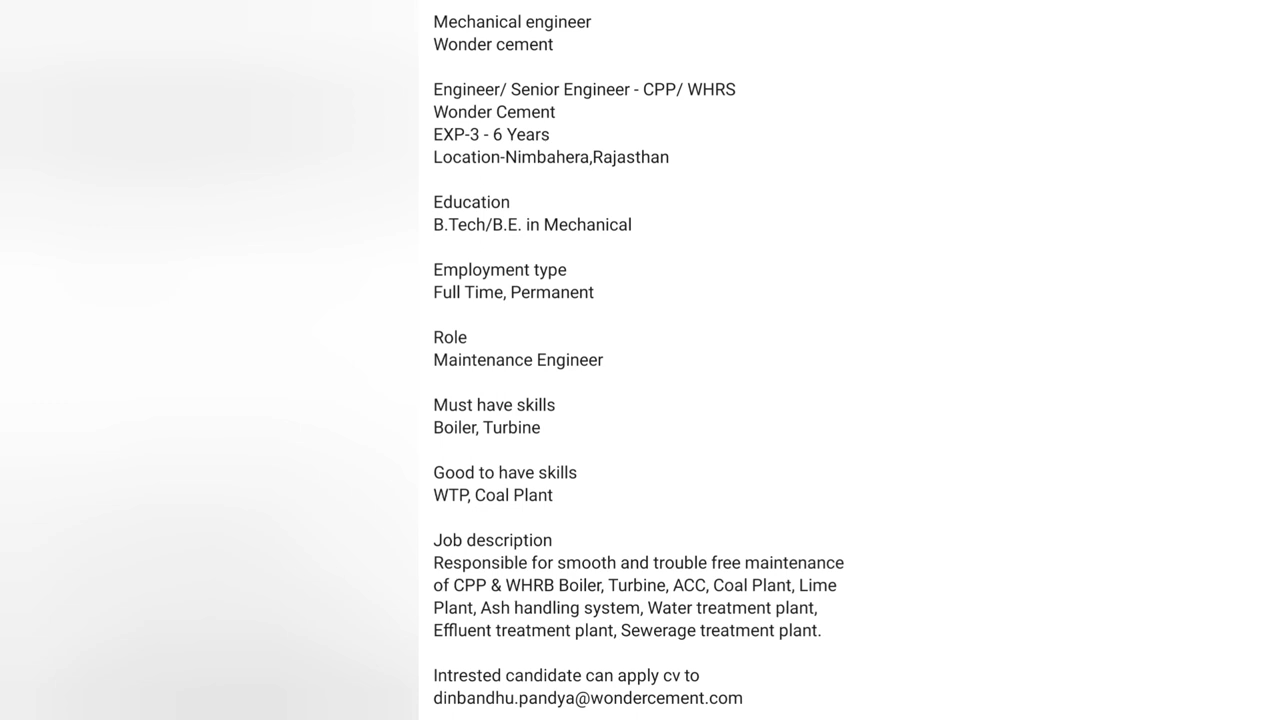 Mechanical engineer
Wonder cement
Engineer/ Senior Engineer - CPP/ WHRS
Wonder Cement
EXP-3 - 6 Years
Location-Nimbahera,Rajasthan
Education
B.Tech/B.E. in Mechanical
Employment type
Full Time, Permanent
Role
Maintenance Engineer
Must have skills
Boiler, Turbine
Good to have skills
WTP, Coal Plant
Job description
Responsible for smooth and trouble free maintenance
of CPP & WHRB Boiler, Turbine, ACC, Coal Plant, Lime
Plant, Ash handling system, Water treatment plant,
Effluent treatment plant, Sewerage treatment plant.
Intrested candidate can apply cv to
dinbandhu.pandya@wondercement.com